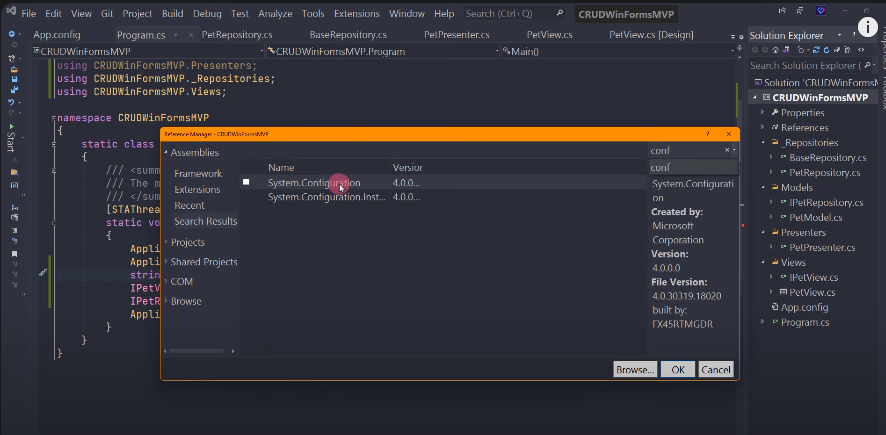 File Edit View Git Project Build Debug Test Analyze Tools Extensions Window Help Search (Ctrl+Q) CRUDWinFormsMVP
App.config Program.cs PetRepository.cs BaseRepository.cs PetPresenter.cs PetView.cs PetView.cs [Design]
Solution Explorer
CRUDWinFormsMVP CRUDWinFormsMVP.Program Main()
Search Solution Explorer (
using CRUDWinFormsMVP.Presenters;
using CRUDWinFormsMVP._Repositories;
using CRUDWinFormsMVP.Views;
namespace CRUDWinFormsMVP
{
static class
{
/// <summ
/// The m
/// </sum
[STAThrea
static vo
{
Appli
Appli
strin
IPetV
IPetR
Appli
}
}
}
Start
Reference Manager - CRUDWinFormsMVP
? ×
Assemblies
Framework
Extensions
Recent
Search Results
Projects
Shared Projects
COM
Browse
Name Version
System.Configuration 4.0.0...
System.Configuration.Inst... 4.0.0...
conf
conf
System.Configurati
on
Created by:
Microsoft
Corporation
Version:
4.0.0.0
File Version:
4.0.30319.18020
built by:
FX45RTMGDR
Browse... OK Cancel
Solution 'CRUDWinFormsM
CRUDWinFormsMVP
Properties
References
_Repositories
BaseRepository.cs
PetRepository.cs
Models
IPetRepository.cs
PetModel.cs
Presenters
PetPresenter.cs
Views
IPetView.cs
PetView.cs
App.config
Program.cs